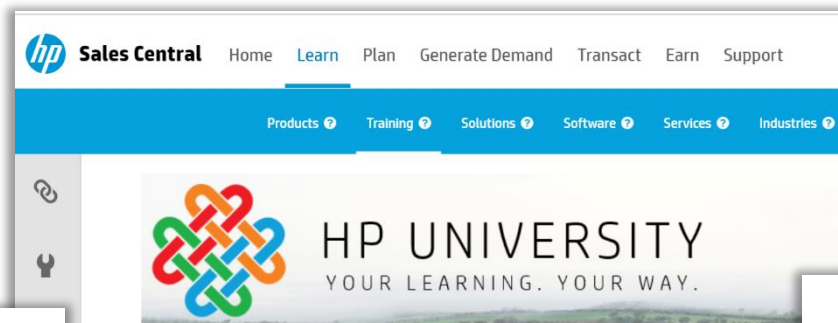 hp Sales Central Home Learn Plan Generate Demand Transact Earn Support
Products ? Training ? Solutions ? Software ? Services ? Industries ?
HP UNIVERSITY
YOUR LEARNING. YOUR WAY.